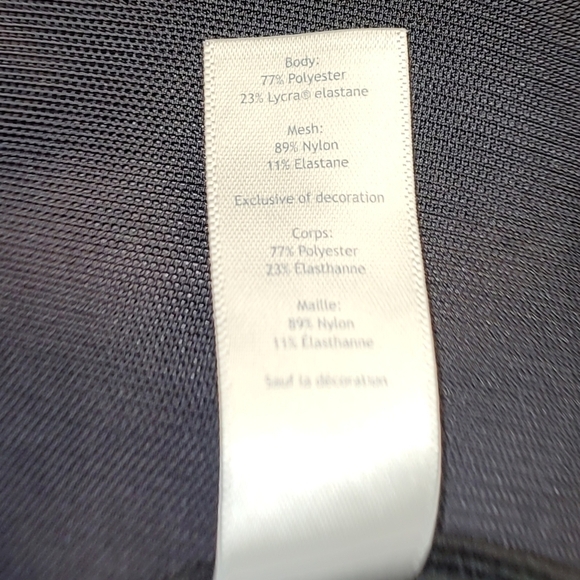 Body:
77% Polyester
23% Lycra® elastane
Mesh:
89% Nylon
11% Elastane
Exclusive of decoration
Corps:
77% Polyester
23% Élasthanne
Maille:
89% Nylon
11% Élasthanne
Sauf la décoration